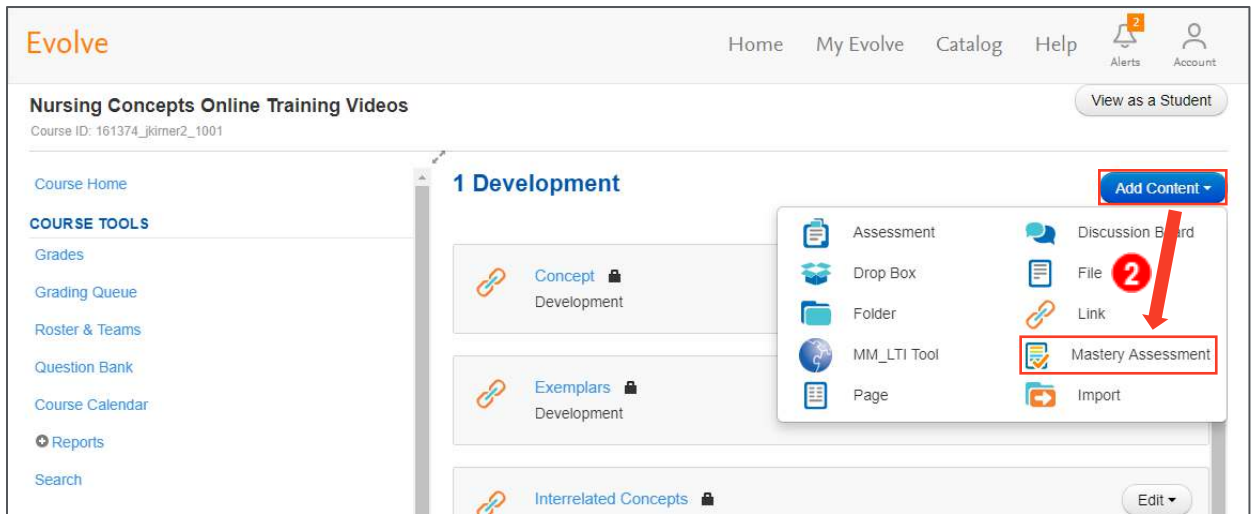 Evolve
Home My Evolve Catalog Help
2
Alerts
Account
Nursing Concepts Online Training Videos
View as a Student
Course ID: 161374_jkirner2_1001
Course Home
COURSE TOOLS
Grades
Grading Queue
Roster & Teams
Question Bank
Course Calendar
Reports
Search
1 Development
Add Content
Assessment
Discussion Board
Drop Box
File
2
Folder
Link
MM_LTI Tool
Mastery Assessment
Page
Import
Concept
Development
Exemplars
Development
Interrelated Concepts
Edit